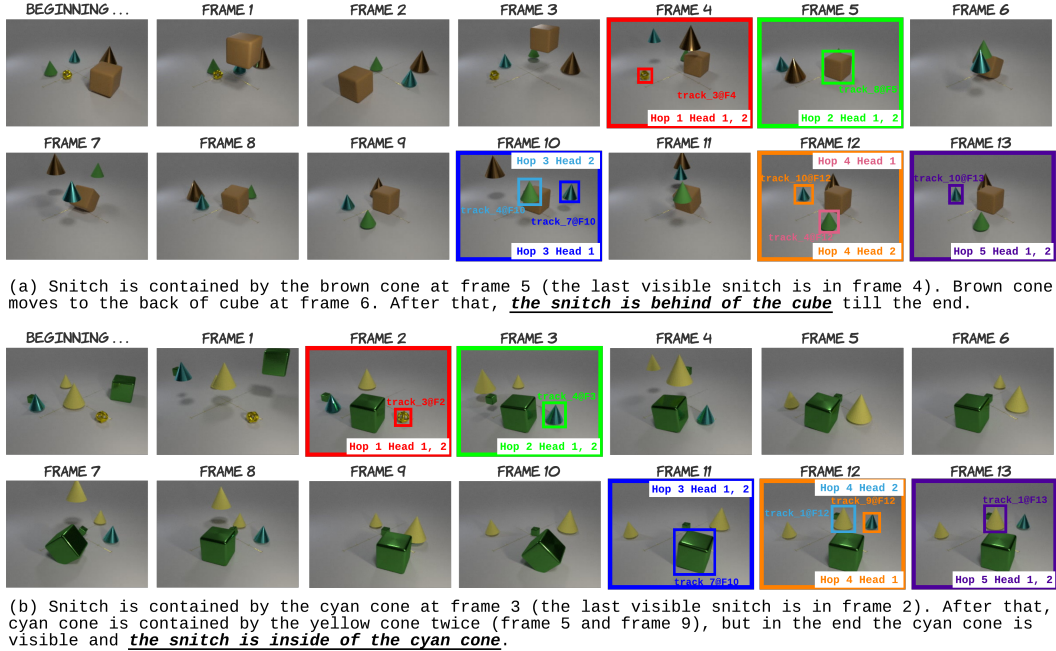 BEGINNING... FRAME 1 FRAME 2 FRAME 3 FRAME 4 FRAME 5 FRAME 6
track_3@F4
Hop 1 Head 1, 2
Hop 2 Head 1, 2
FRAME 7 FRAME 8 FRAME 9 FRAME 10 FRAME 11 FRAME 12 FRAME 13
Hop 3 Head 2
track_7@F10
Hop 3 Head 1
Hop 4 Head 1
track_10@F12
Hop 4 Head 2
track_10@F13
Hop 5 Head 1, 2
(a) Snitch is contained by the brown cone at frame 5 (the last visible snitch is in frame 4). Brown cone
moves to the back of cube at frame 6. After that, the snitch is behind of the cube till the end.
BEGINNING... FRAME 1 FRAME 2 FRAME 3 FRAME 4 FRAME 5 FRAME 6
track_3@F2
Hop 1 Head 1, 2
track_4@F3
Hop 2 Head 1, 2
FRAME 7 FRAME 8 FRAME 9 FRAME 10 FRAME 11 FRAME 12 FRAME 13
Hop 3 Head 1, 2
track_7@F10
Hop 4 Head 2
track_9@F12
track_1@F12
Hop 4 Head 1
track_1@F13
Hop 5 Head 1, 2
(b) Snitch is contained by the cyan cone at frame 3 (the last visible snitch is in frame 2). After that,
cyan cone is contained by the yellow cone twice (frame 5 and frame 9), but in the end the cyan cone is
visible and the snitch is inside of the cyan cone.